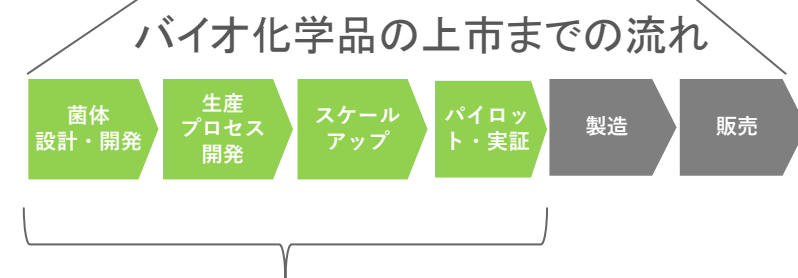 バイオ化学品の上市までの流れ
菌体
設計・開発
生産
プロセス
開発
スケール
アップ
パイロッ
ト・実証
製造
販売